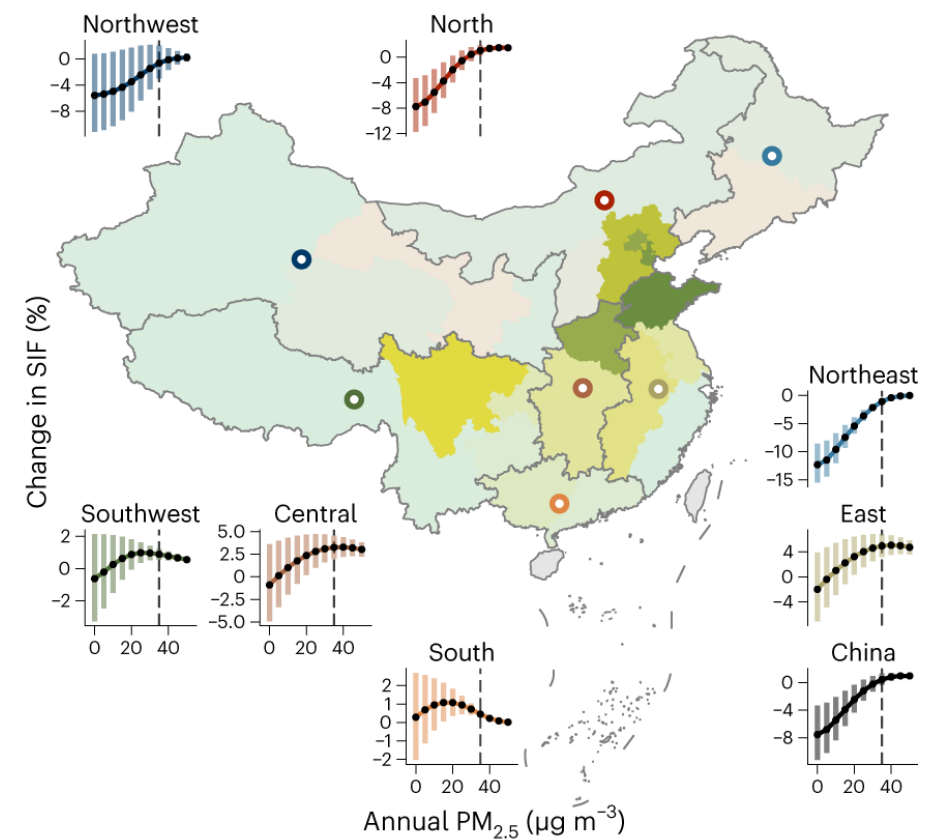 Northwest
0
−4
−8
North
0
−4
−8
−12
Change in SIF (%)
Northeast
0
−5
−10
−15
Southwest
2
0
−2
0 20 40
Central
5.0
2.5
0
−2.5
−5.0
0 20 40
East
4
0
−4
South
2
1
0
−1
−2
0 20 40
China
0
−4
−8
0 20 40
Annual PM2.5 (μg m−3)